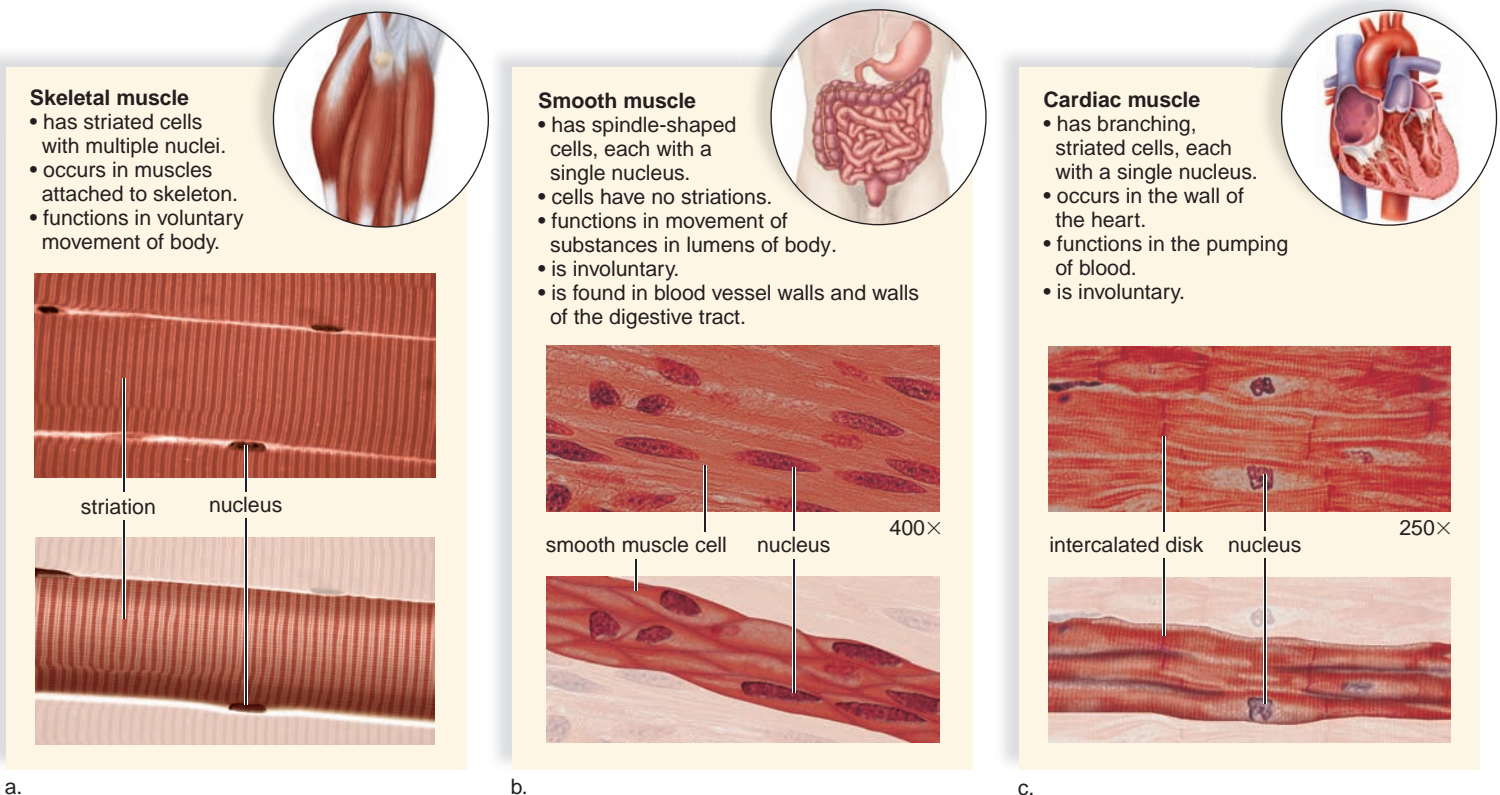 Skeletal muscle
• has striated cells
with multiple nuclei.
• occurs in muscles
attached to skeleton.
• functions in voluntary
movement of body.
striation
nucleus
a.
Smooth muscle
• has spindle-shaped
cells, each with a
single nucleus.
• cells have no striations.
• functions in movement of
substances in lumens of body.
• is involuntary.
• is found in blood vessel walls and walls
of the digestive tract.
400×
smooth muscle cell
nucleus
b.
Cardiac muscle
• has branching,
striated cells, each
with a single nucleus.
• occurs in the wall of
the heart.
• functions in the pumping
of blood.
• is involuntary.
250×
intercalated disk
nucleus
c.